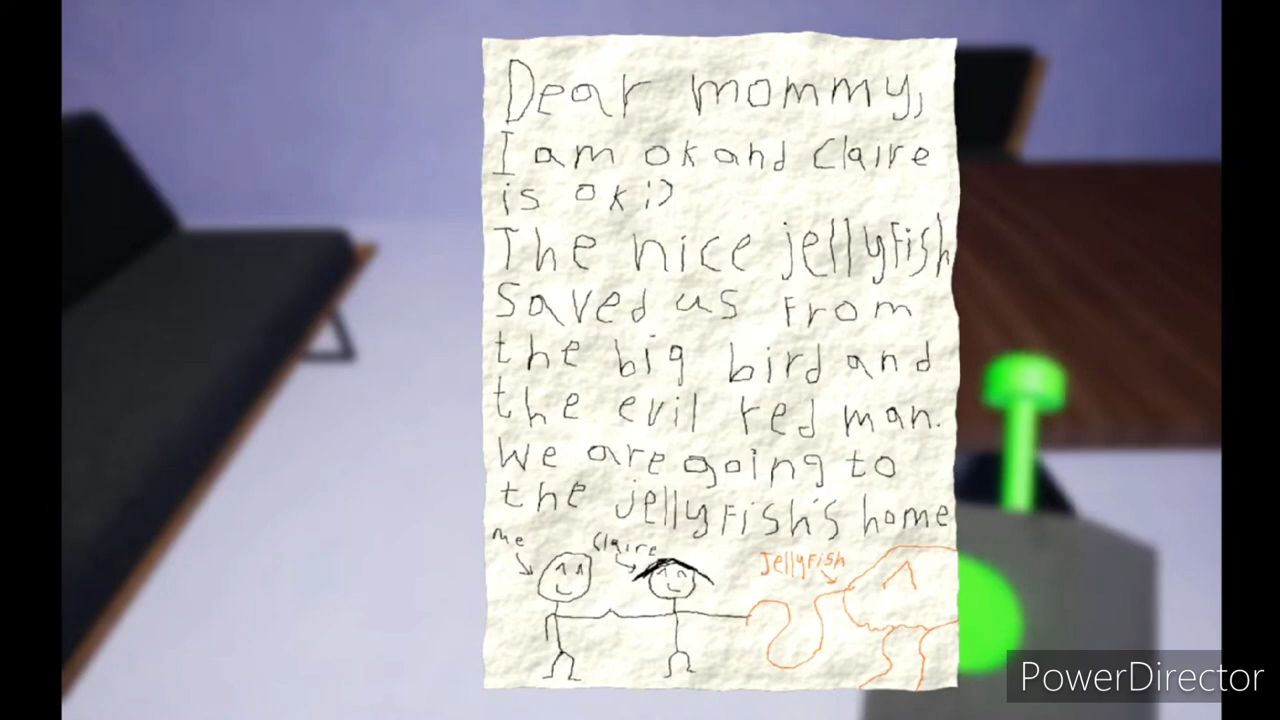 Dear mommy,
I am ok and Claire
is ok :)
The nice jellyfish
saved us from
the big bird and
the evil red man.
We are going to
the jellyfish's home
me
Claire
Jellyfish
PowerDirector